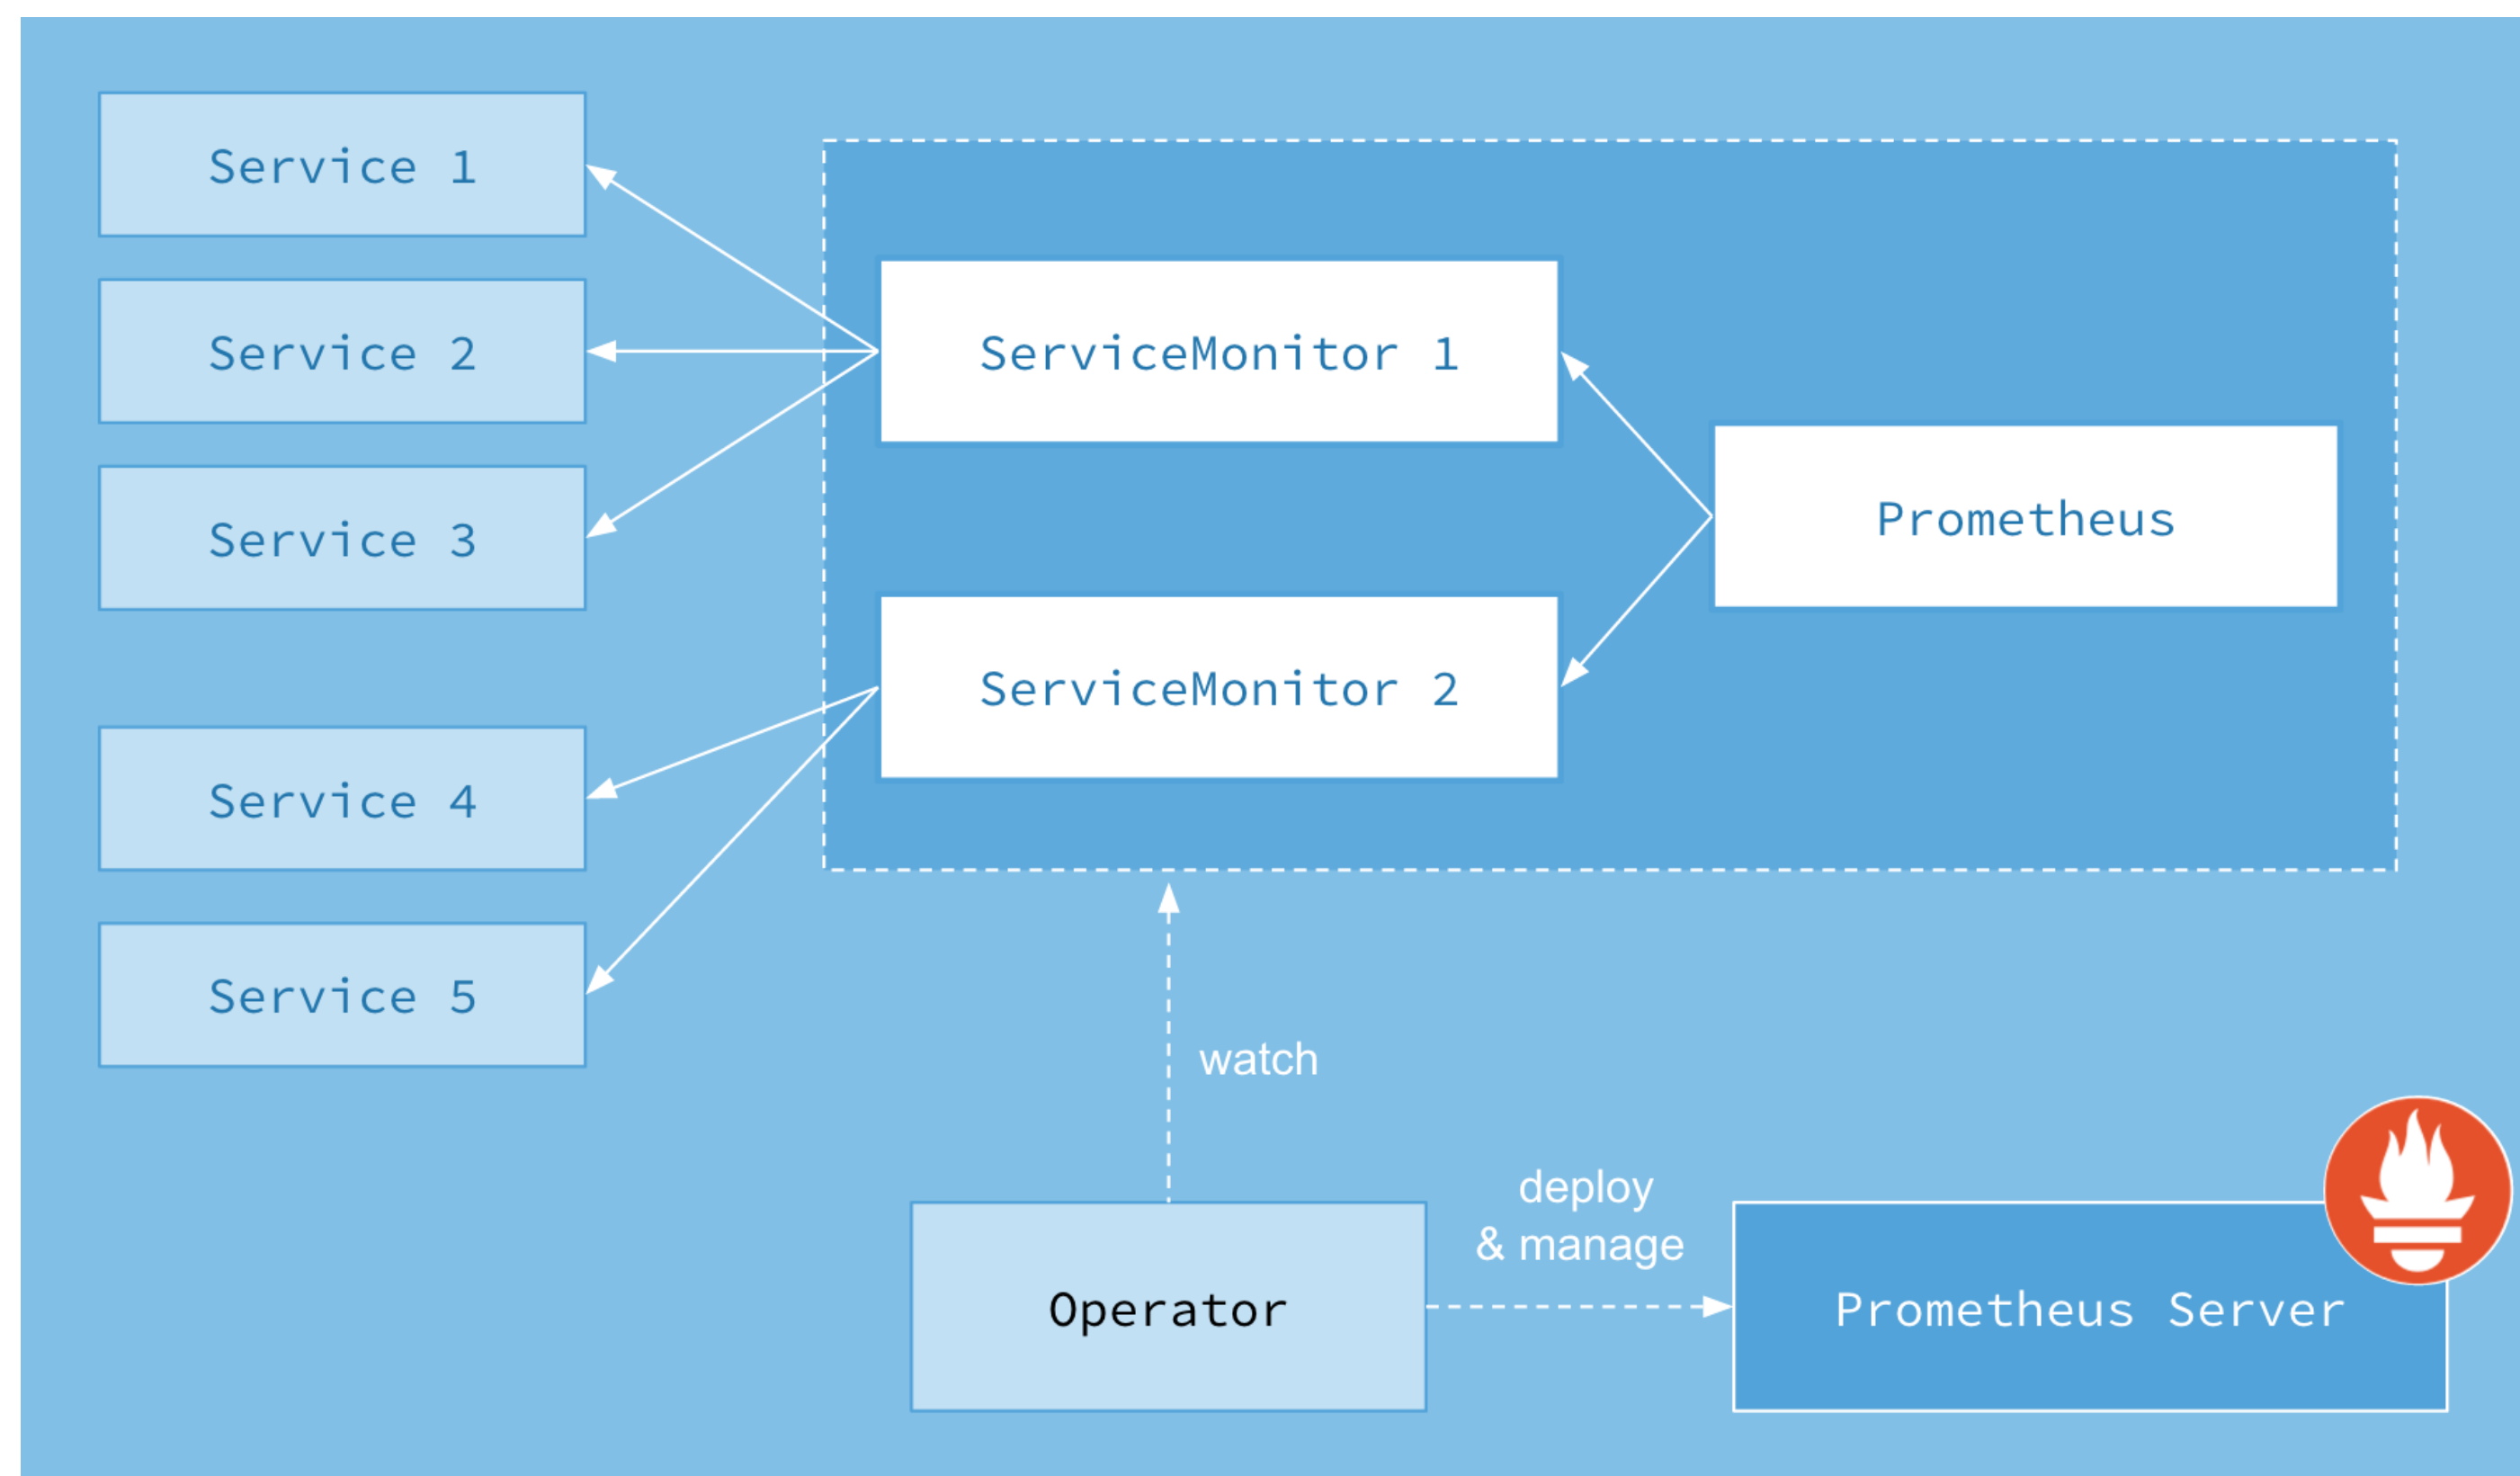 Service 1
Service 2
Service 3
Service 4
Service 5
ServiceMonitor 1
ServiceMonitor 2
Prometheus
watch
deploy
& manage
Operator
Prometheus Server